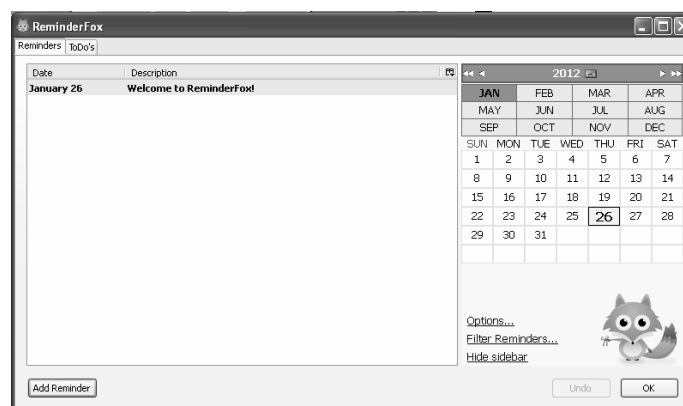 ReminderFox
Reminders ToDo's
Date Description
January 26 Welcome to ReminderFox!
2012
JAN FEB MAR APR
MAY JUN JUL AUG
SEP OCT NOV DEC
SUN MON TUE WED THU FRI SAT
1 2 3 4 5 6 7
8 9 10 11 12 13 14
15 16 17 18 19 20 21
22 23 24 25 26 27 28
29 30 31
Options...
Filter Reminders...
Hide sidebar
Add Reminder Undo OK